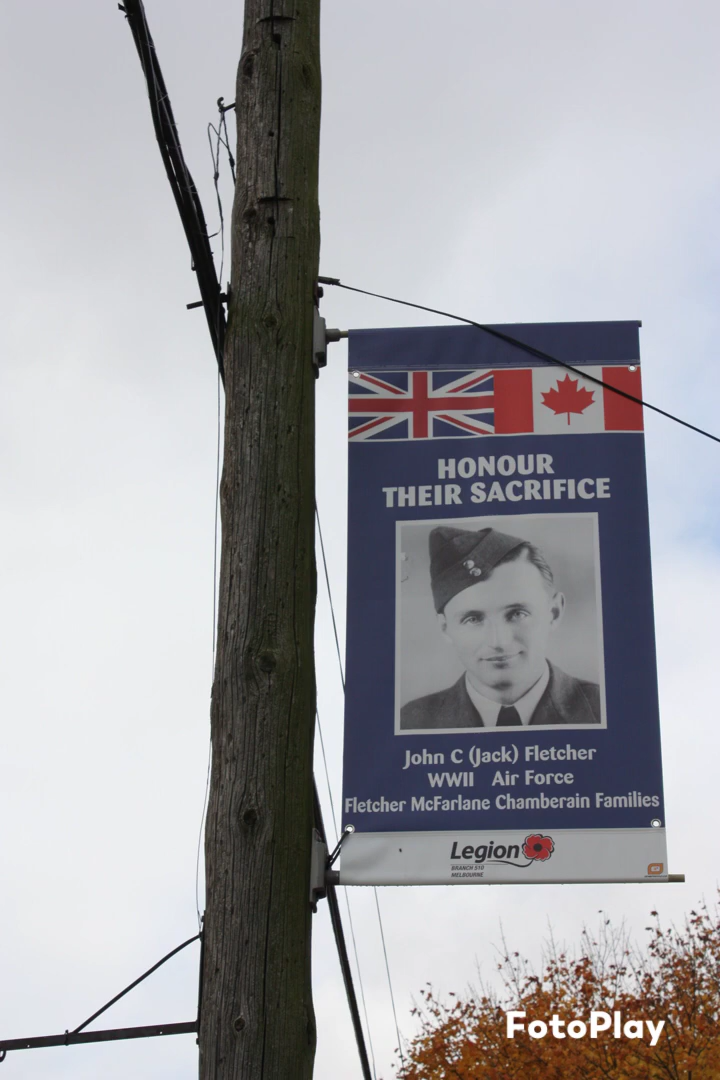 HONOUR
THEIR SACRIFICE
John C (Jack) Fletcher
WWII Air Force
Fletcher McFarlane Chamberain Families
Legion
BRANCH 510
MELBOURNE
FotoPlay